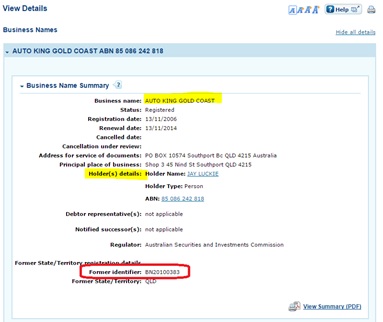 View Details
A A A
Help
Business Names
Hide all details
AUTO KING GOLD COAST ABN 85 086 242 818
Business Name Summary ?
Business name: AUTO KING GOLD COAST
Status: Registered
Registration date: 13/11/2006
Renewal date: 13/11/2014
Cancelled date:
Cancellation under review:
Address for service of documents: PO BOX 10574 Southport Bc QLD 4215 Australia
Principal place of business: Shop 3 45 Nind St Southport QLD 4215
Holder(s) details: Holder Name: JAY LUCKIE
Holder Type: Person
ABN: 85 086 242 818
Debtor representative(s): not applicable
Notified successor(s): not applicable
Regulator: Australian Securities and Investments Commission
Former State/Territory registration details
Former identifier: BN20100383
Former State/Territory: QLD
View Summary (PDF)